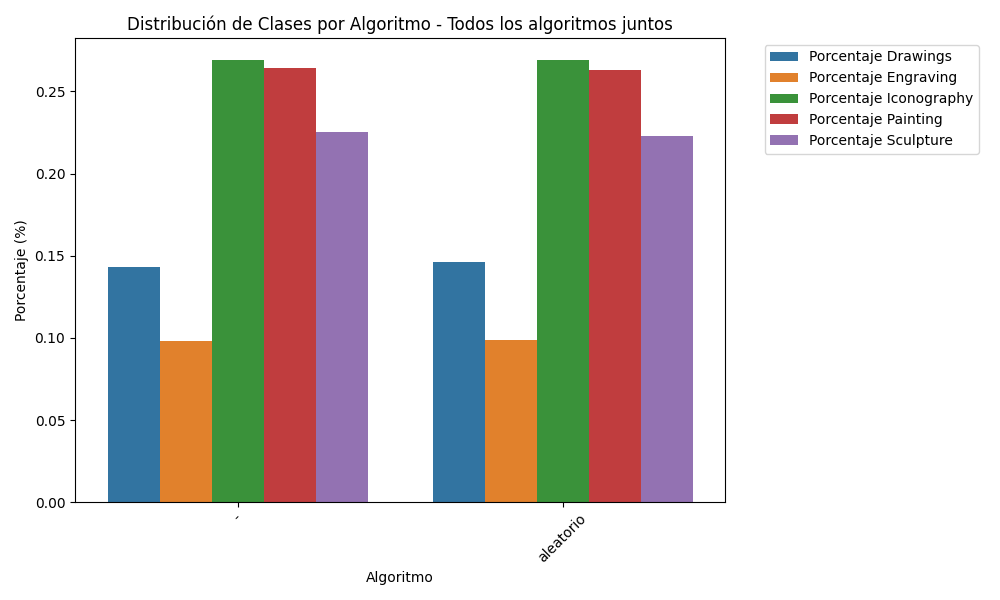 Distribución de Clases por Algoritmo - Todos los algoritmos juntos
Porcentaje Drawings
Porcentaje Engraving
Porcentaje Iconography
Porcentaje Painting
Porcentaje Sculpture
Porcentaje (%)
0.25
0.20
0.15
0.10
0.05
0.00
-
aleatorio
Algoritmo